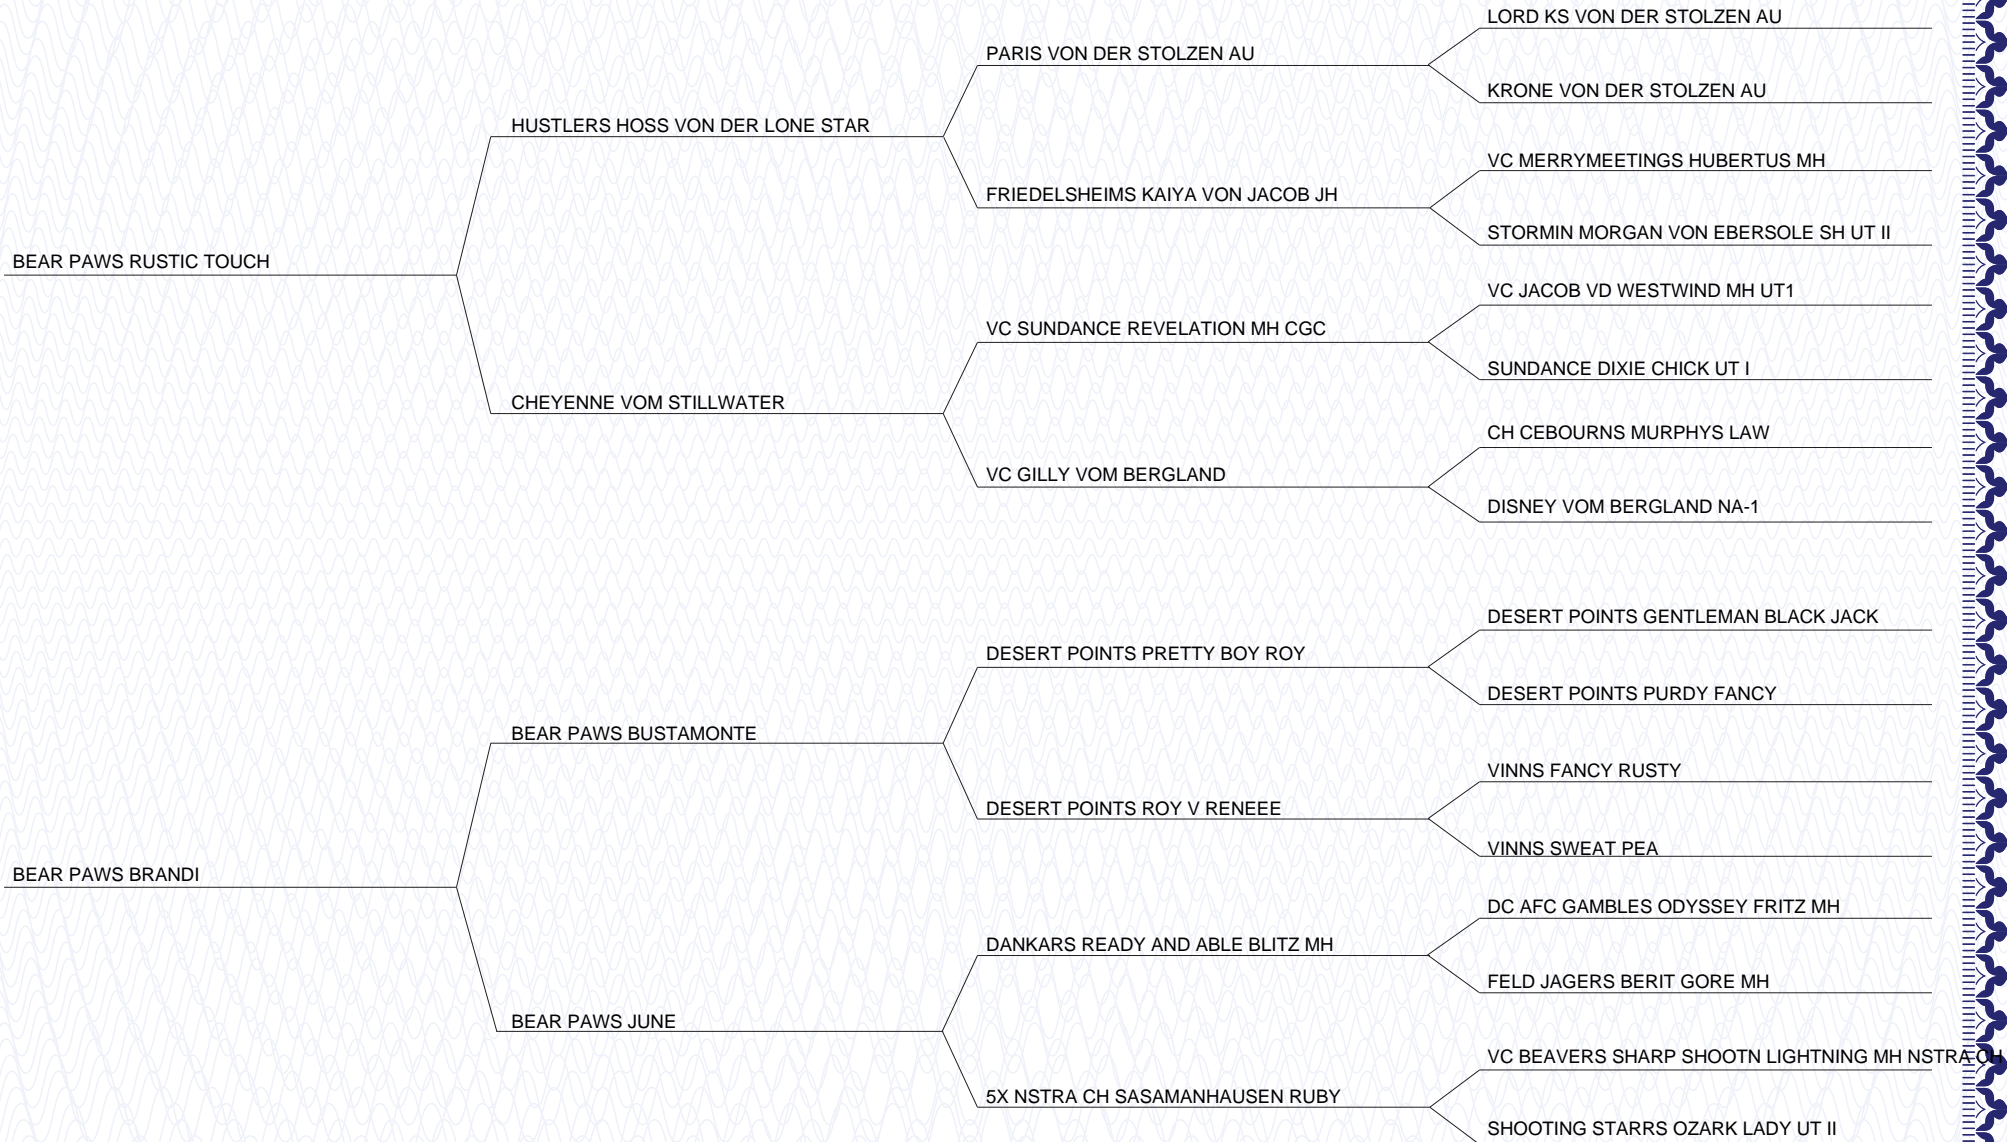 LORD KS VON DER STOLZEN AU
PARIS VON DER STOLZEN AU
KRONE VON DER STOLZEN AU
HUSTLERS HOSS VON DER LONE STAR
VC MERRYMEETINGS HUBERTUS MH
FRIEDELSHEIMS KAIYA VON JACOB JH
STORMIN MORGAN VON EBERSOLE SH UT II
BEAR PAWS RUSTIC TOUCH
VC JACOB VD WESTWIND MH UT1
VC SUNDANCE REVELATION MH CGC
SUNDANCE DIXIE CHICK UT I
CHEYENNE VOM STILLWATER
CH CEBOURNS MURPHYS LAW
VC GILLY VOM BERGLAND
DISNEY VOM BERGLAND NA-1
DESERT POINTS GENTLEMAN BLACK JACK
DESERT POINTS PRETTY BOY ROY
DESERT POINTS PURDY FANCY
BEAR PAWS BUSTAMONTE
VINNS FANCY RUSTY
DESERT POINTS ROY V RENEEE
VINNS SWEAT PEA
BEAR PAWS BRANDI
DC AFC GAMBLES ODYSSEY FRITZ MH
DANKARS READY AND ABLE BLITZ MH
FELD JAGERS BERIT GORE MH
BEAR PAWS JUNE
VC BEAVERS SHARP SHOOTN LIGHTNING MH NSTRA CH
5X NSTRA CH SASAMANHAUSEN RUBY
SHOOTING STARRS OZARK LADY UT II